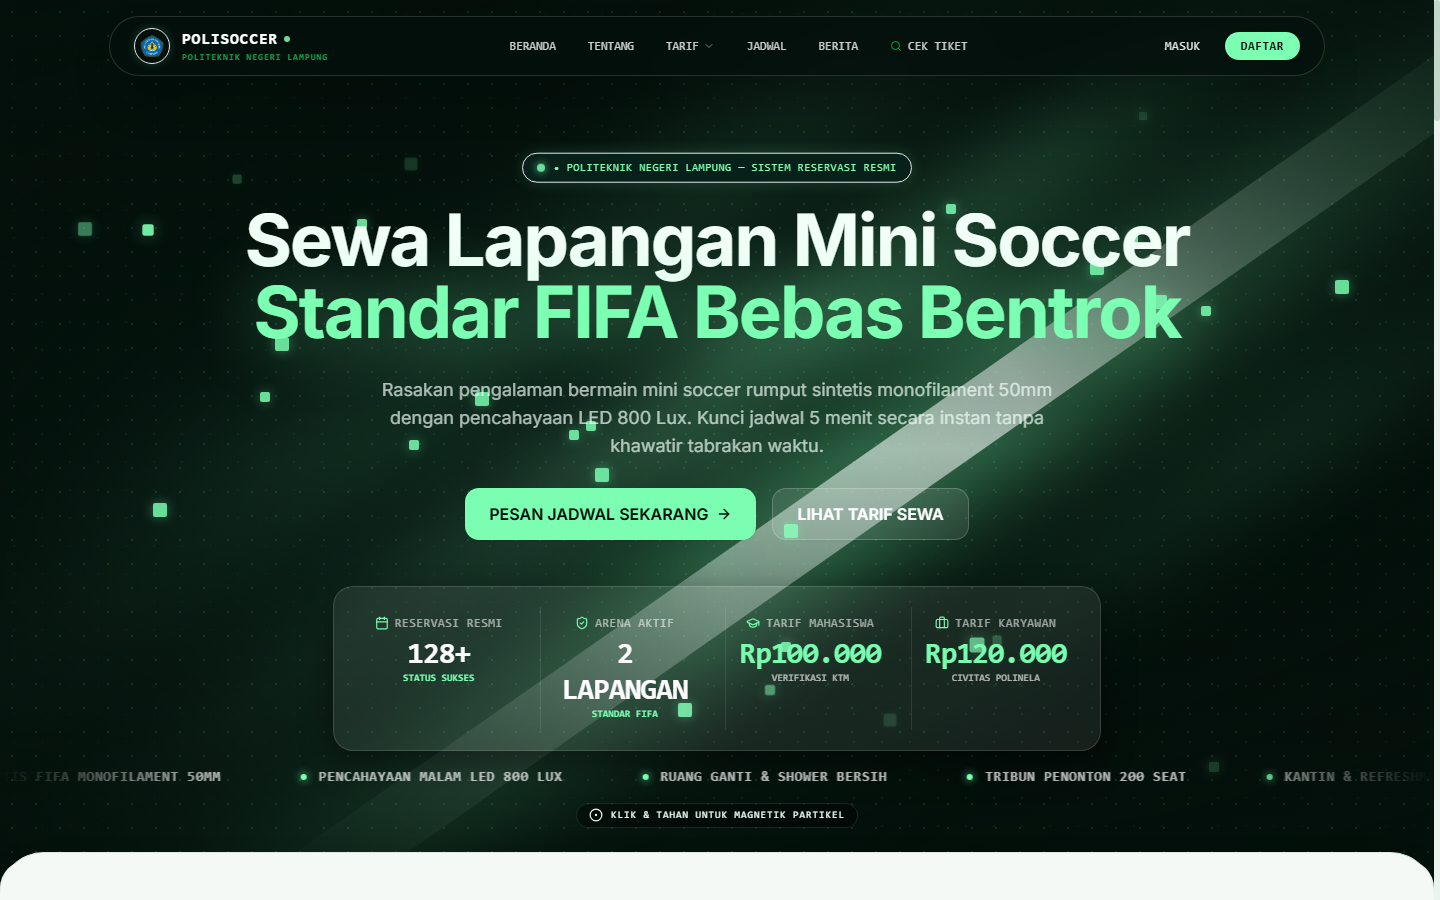 POLISOCCER
POLITEKNIK NEGERI LAMPUNG
BERANDA
TENTANG
TARIF
JADWAL
BERITA
CEK TIKET
MASUK
DAFTAR
• POLITEKNIK NEGERI LAMPUNG — SISTEM RESERVASI RESMI
Sewa Lapangan Mini Soccer
Standar FIFA Bebas Bentrok
Rasakan pengalaman bermain mini soccer rumput sintetis monofilament 50mm
dengan pencahayaan LED 800 Lux. Kunci jadwal 5 menit secara instan tanpa
khawatir tabrakan waktu.
PESAN JADWAL SEKARANG →
LIHAT TARIF SEWA
RESERVASI RESMI
128+
STATUS SUKSES
ARENA AKTIF
2
LAPANGAN
STANDAR FIFA
TARIF MAHASISWA
Rp100.000
VERIFIKASI KTM
TARIF KARYAWAN
Rp120.000
CIVITAS POLINELA
FIFA MONOFILAMENT 50MM
PENCAHAYAAN MALAM LED 800 LUX
RUANG GANTI & SHOWER BERSIH
TRIBUN PENONTON 200 SEAT
KANTIN &
KLIK & TAHAN UNTUK MAGNETIK PARTIKEL